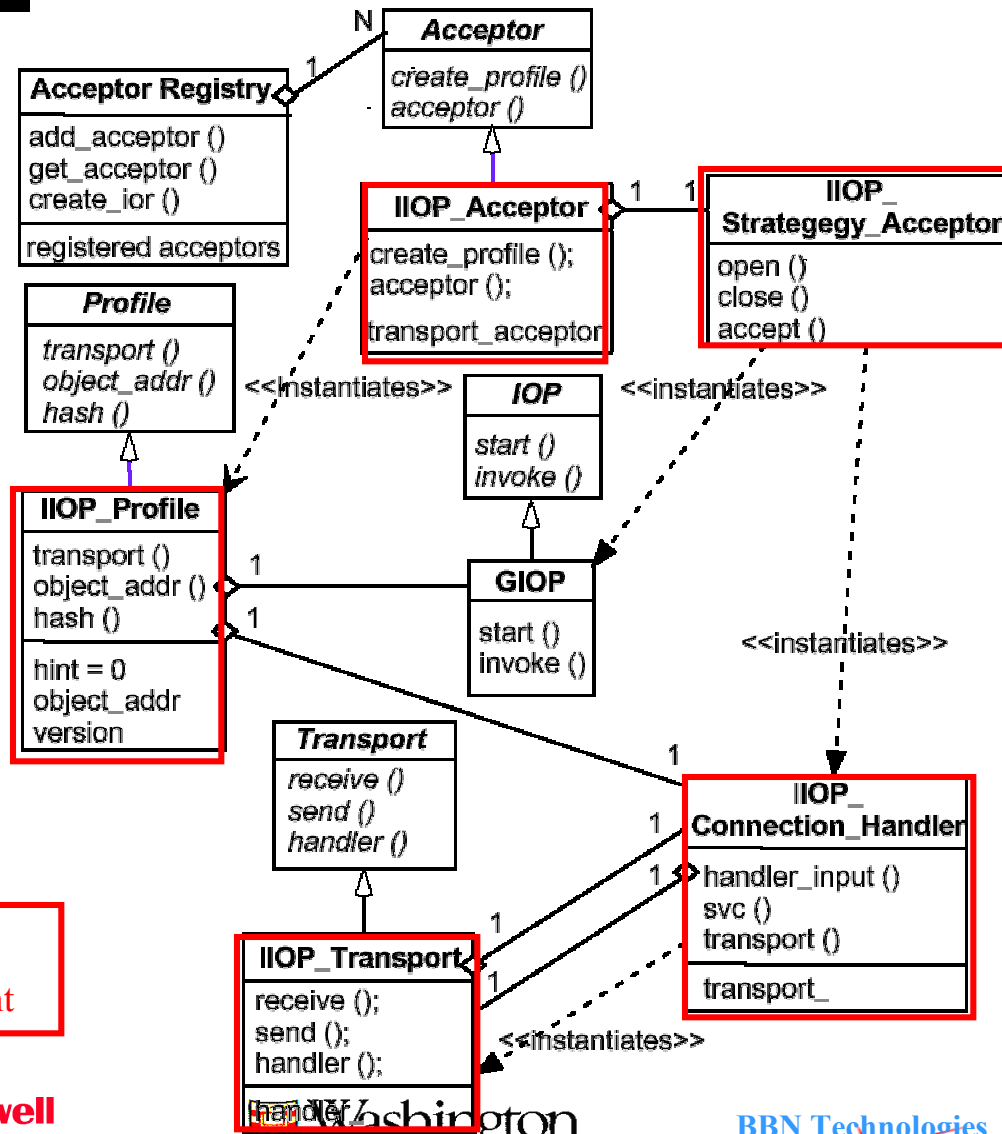 N
Acceptor
create_profile ()
acceptor ()
1
Acceptor Registry
add_acceptor ()
get_acceptor ()
create_ior ()
registered acceptors
IIOP_Acceptor
create_profile ();
acceptor ();
transport_acceptor
1
1
IIOP_
Strategegy_Acceptor
open ()
close ()
accept ()
Profile
transport ()
object_addr ()
hash ()
<<instantiates>>
IOP
start ()
invoke ()
<<instantiates>>
IIOP_Profile
transport ()
object_addr ()
hash ()
hint = 0
object_addr
version
1
1
GIOP
start ()
invoke ()
<<instantiates>>
Transport
receive ()
send ()
handler ()
1
IIOP_
Connection_Handler
handler_input ()
svc ()
transport ()
transport_
1
1
1
1
IIOP_Transport
receive ();
send ();
handler ();
handler_
<<instantiates>>
Washington
BBN Technologies